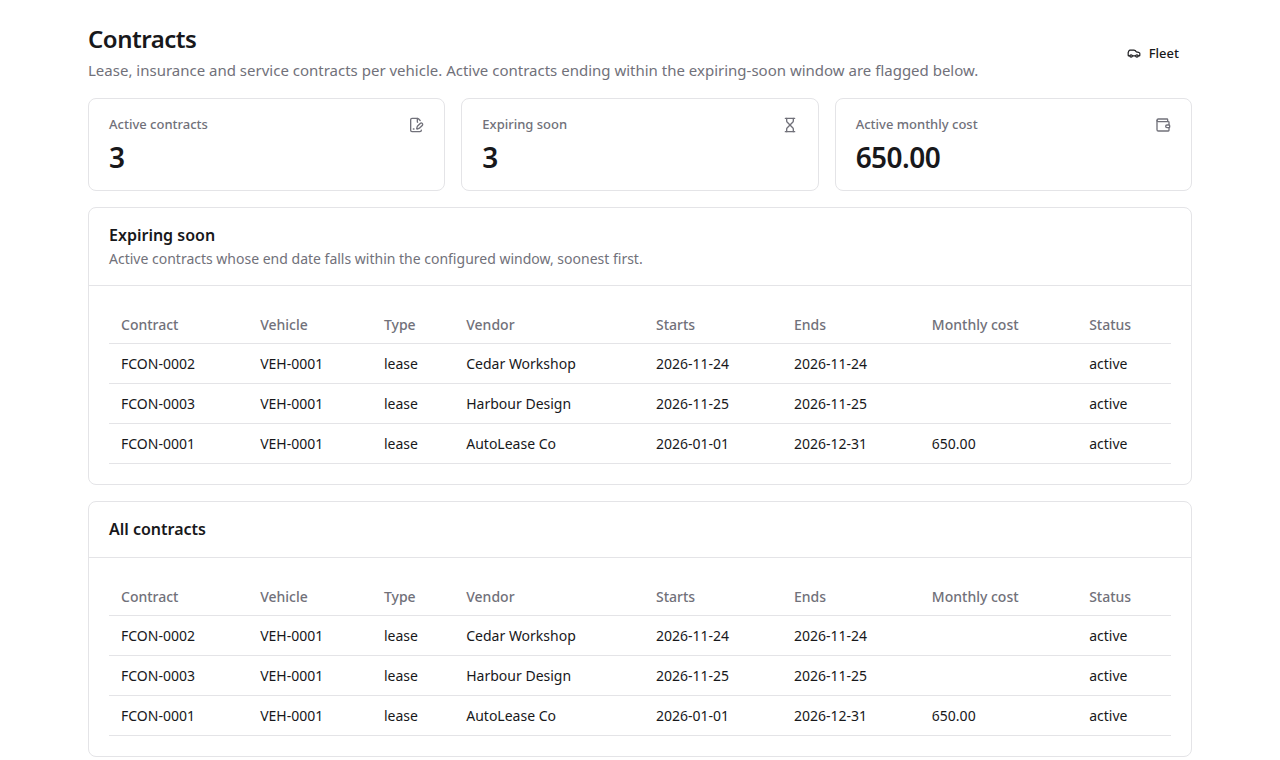 Contracts
Fleet
Lease, insurance and service contracts per vehicle. Active contracts ending within the expiring-soon window are flagged below.
Active contracts
3
Expiring soon
3
Active monthly cost
650.00
Expiring soon
Active contracts whose end date falls within the configured window, soonest first.
Contract Vehicle Type Vendor Starts Ends Monthly cost Status
FCON-0002 VEH-0001 lease Cedar Workshop 2026-11-24 2026-11-24 active
FCON-0003 VEH-0001 lease Harbour Design 2026-11-25 2026-11-25 active
FCON-0001 VEH-0001 lease AutoLease Co 2026-01-01 2026-12-31 650.00 active
All contracts
Contract Vehicle Type Vendor Starts Ends Monthly cost Status
FCON-0002 VEH-0001 lease Cedar Workshop 2026-11-24 2026-11-24 active
FCON-0003 VEH-0001 lease Harbour Design 2026-11-25 2026-11-25 active
FCON-0001 VEH-0001 lease AutoLease Co 2026-01-01 2026-12-31 650.00 active